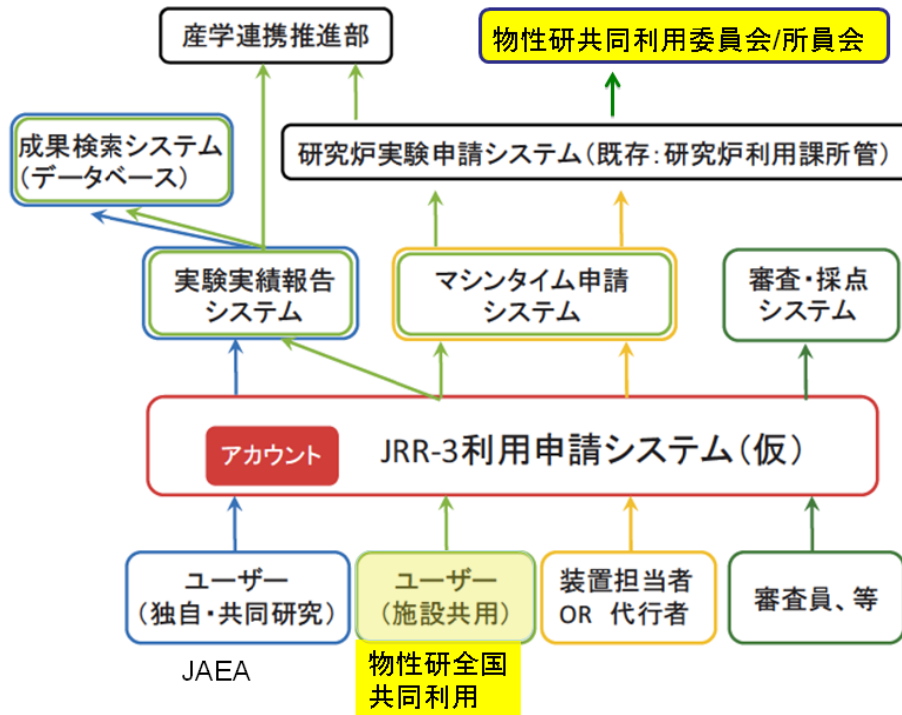 産学連携推進部
物性研共同利用委員会/所員会
成果検索システム
(データベース)
研究炉実験申請システム(既存:研究炉利用課所管)
実験実績報告
システム
マシンタイム申請
システム
審査・採点
システム
アカウント
JRR-3利用申請システム(仮)
ユーザー
(独自・共同研究)
ユーザー
(施設共用)
装置担当者
OR 代行者
審査員、等
JAEA
物性研全国
共同利用